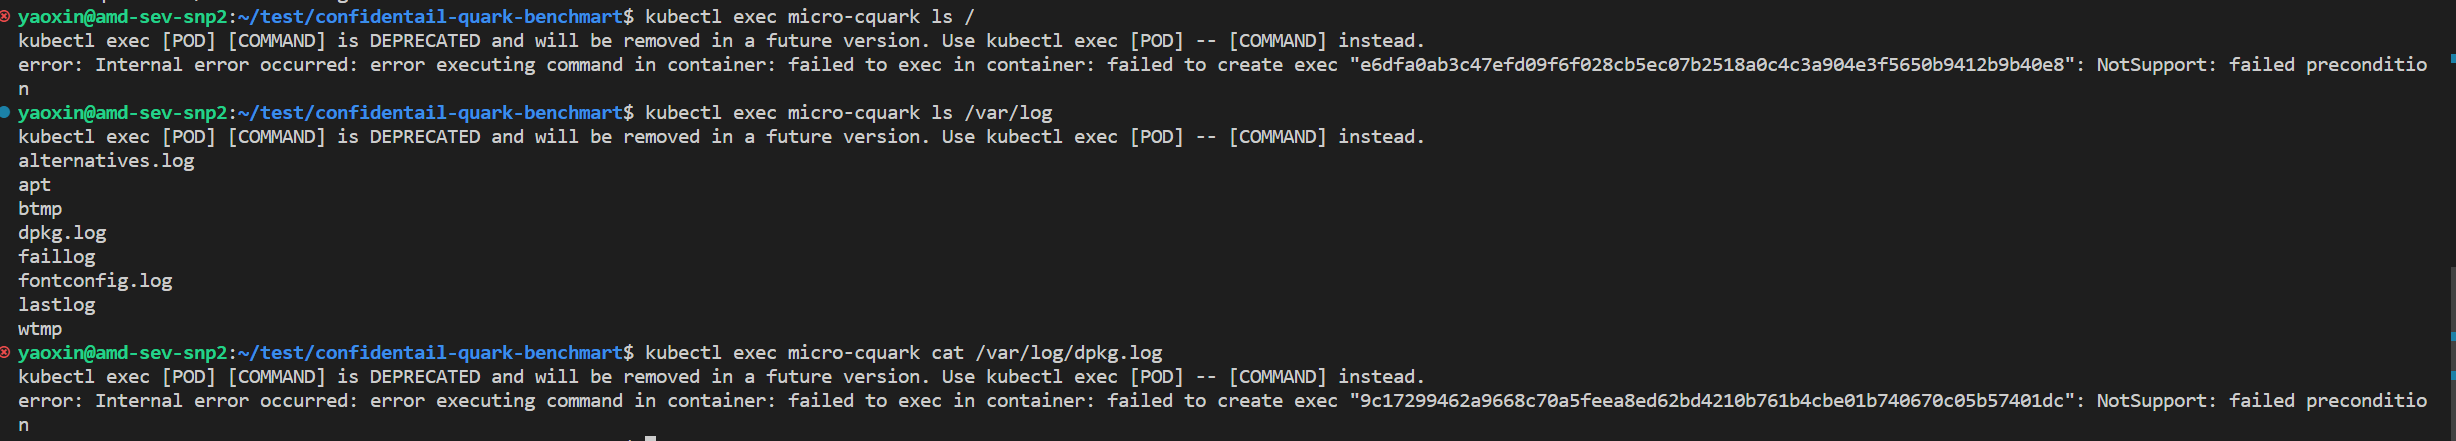 yaoxin@amd-sev-snp2:~/test/confidentail-quark-benchmart$ kubectl exec micro-cquark ls /
kubectl exec [POD] [COMMAND] is DEPRECATED and will be removed in a future version. Use kubectl exec [POD] -- [COMMAND] instead.
error: Internal error occurred: error executing command in container: failed to exec in container: failed to create exec "e6dfa0ab3c47efd09f6f028cb5ec07b2518a0c4c3a904e3f5650b9412b9b40e8": NotSupport: failed preconditio
n
yaoxin@amd-sev-snp2:~/test/confidentail-quark-benchmart$ kubectl exec micro-cquark ls /var/log
kubectl exec [POD] [COMMAND] is DEPRECATED and will be removed in a future version. Use kubectl exec [POD] -- [COMMAND] instead.
alternatives.log
apt
btmp
dpkg.log
faillog
fontconfig.log
lastlog
wtmp
yaoxin@amd-sev-snp2:~/test/confidentail-quark-benchmart$ kubectl exec micro-cquark cat /var/log/dpkg.log
kubectl exec [POD] [COMMAND] is DEPRECATED and will be removed in a future version. Use kubectl exec [POD] -- [COMMAND] instead.
error: Internal error occurred: error executing command in container: failed to exec in container: failed to create exec "9c17299462a9668c70a5feea8ed62bd4210b761b4cbe01b740670c05b57401dc": NotSupport: failed preconditio
n